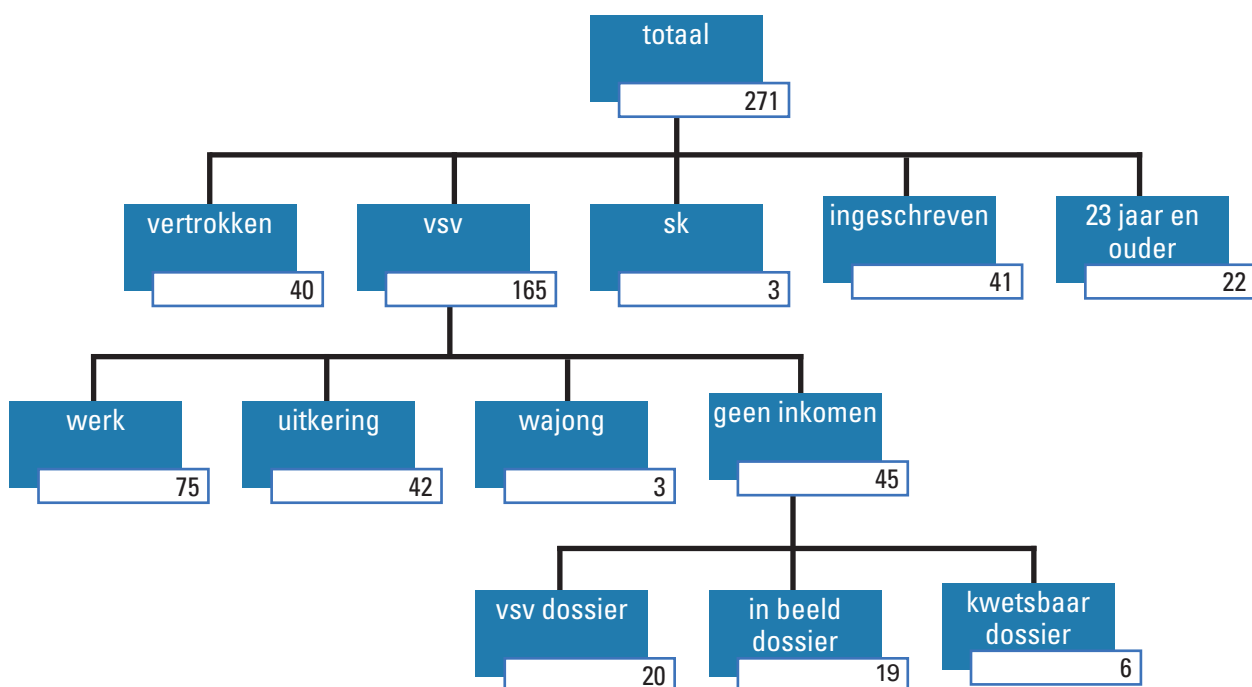 totaal
271
vertrokken
40
vsv
165
sk
3
ingeschreven
41
23 jaar en
ouder
22
werk
75
uitkering
42
wajong
3
geen inkomen
45
vsv dossier
20
in beeld
dossier
19
kwetsbaar
dossier
6